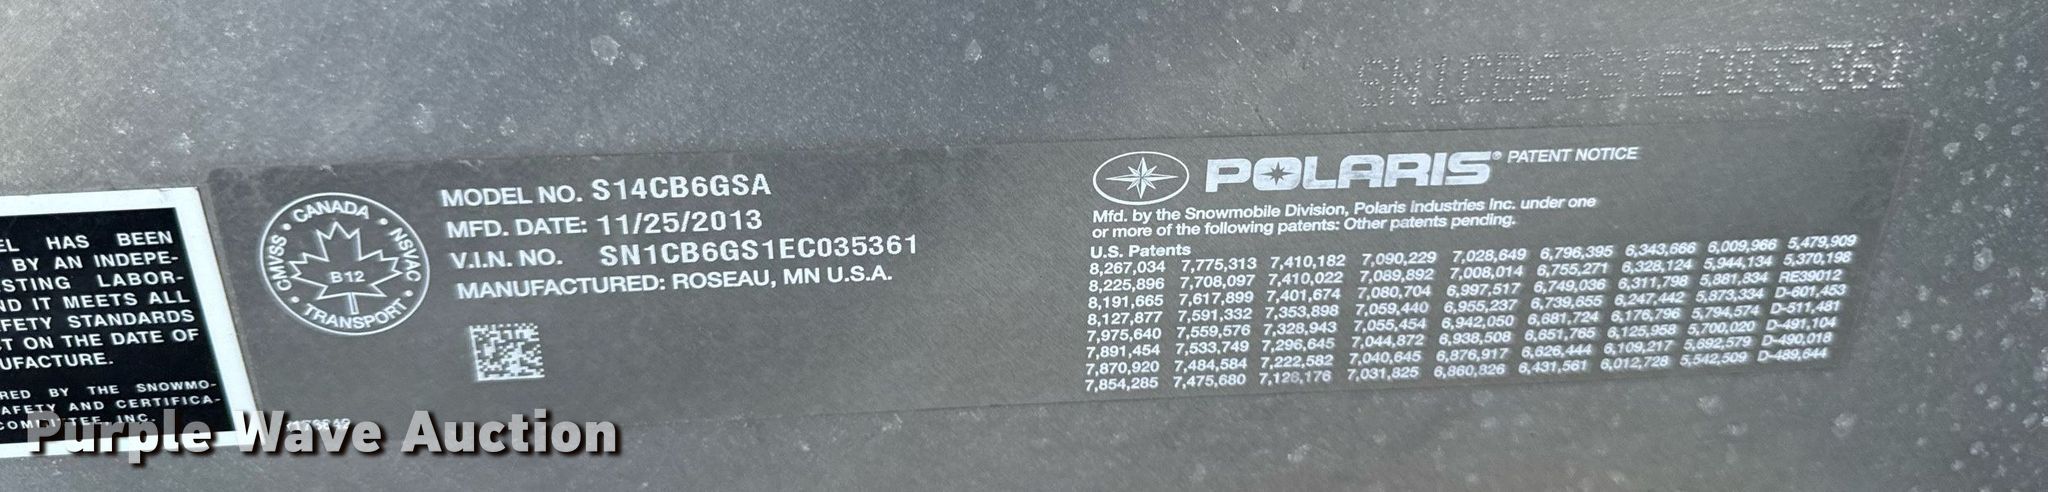 SN1CB6GS1EC035361
EL HAS BEEN
BY AN INDEPE-
ESTING LABOR-
ND IT MEETS ALL
FETY STANDARDS
CT ON THE DATE OF
UFACTURE.
RED BY THE SNOWMO-
AFETY AND CERTIFICA-
COMMITTEE, INC.
CANADA
CMVSS
NSVAC
B12
TRANSPORT
MODEL NO. S14CB6GSA
MFD. DATE: 11/25/2013
V.I.N. NO. SN1CB6GS1EC035361
MANUFACTURED: ROSEAU, MN U.S.A.
POLARIS® PATENT NOTICE
Mfd. by the Snowmobile Division, Polaris Industries Inc. under one
or more of the following patents: Other patents pending.
U.S. Patents
8,267,034 7,775,313 7,410,182 7,090,229 7,028,649 6,796,395 6,343,666 6,009,966 5,479,909
8,225,896 7,708,097 7,410,022 7,089,892 7,008,014 6,755,271 6,328,124 5,944,134 5,370,198
8,191,665 7,617,899 7,401,674 7,080,704 6,997,517 6,749,036 6,311,798 5,881,834 RE39012
8,127,877 7,591,332 7,353,898 7,059,440 6,955,237 6,739,655 6,247,442 5,873,334 D-601,453
7,975,640 7,559,576 7,328,943 7,055,454 6,942,050 6,681,724 6,176,796 5,794,574 D-511,481
7,891,454 7,533,749 7,296,645 7,044,872 6,938,508 6,651,765 6,125,958 5,700,020 D-491,104
7,870,920 7,484,584 7,222,582 7,040,645 6,876,917 6,626,444 6,109,217 5,692,579 D-490,018
7,854,285 7,475,680 7,128,176 7,031,825 6,860,826 6,431,561 6,012,728 5,542,509 D-489,644
Purple Wave Auction